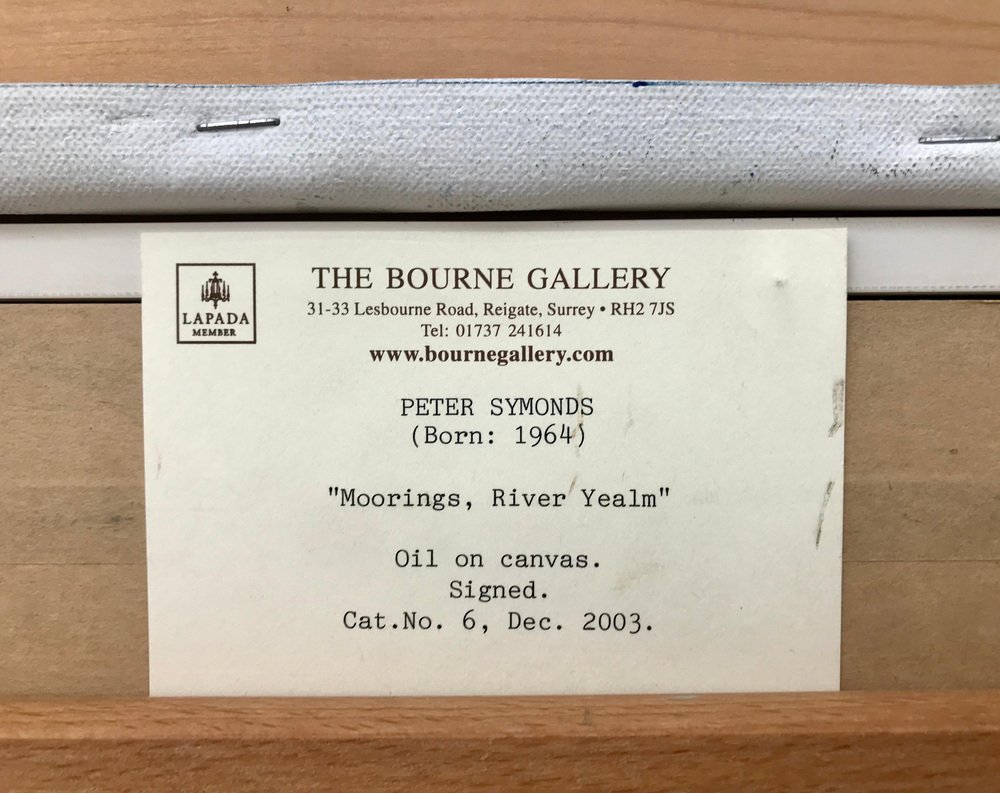 LAPADA
MEMBER
THE BOURNE GALLERY
31-33 Lesbourne Road, Reigate, Surrey • RH2 7JS
Tel: 01737 241614
www.bournegallery.com
PETER SYMONDS
(Born: 1964)
"Moorings, River Yealm"
Oil on canvas.
Signed.
Cat.No. 6, Dec. 2003.